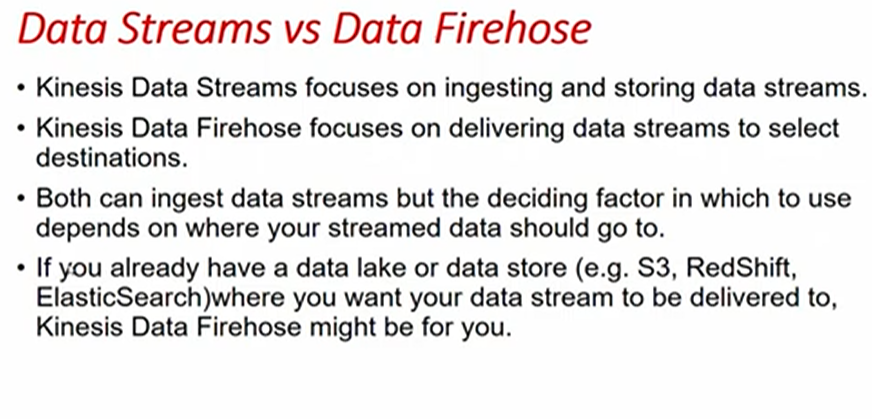 Data Streams vs Data Firehose
• Kinesis Data Streams focuses on ingesting and storing data streams.
• Kinesis Data Firehose focuses on delivering data streams to select
destinations.
• Both can ingest data streams but the deciding factor in which to use
depends on where your streamed data should go to.
• If you already have a data lake or data store (e.g. S3, RedShift,
ElasticSearch)where you want your data stream to be delivered to,
Kinesis Data Firehose might be for you.